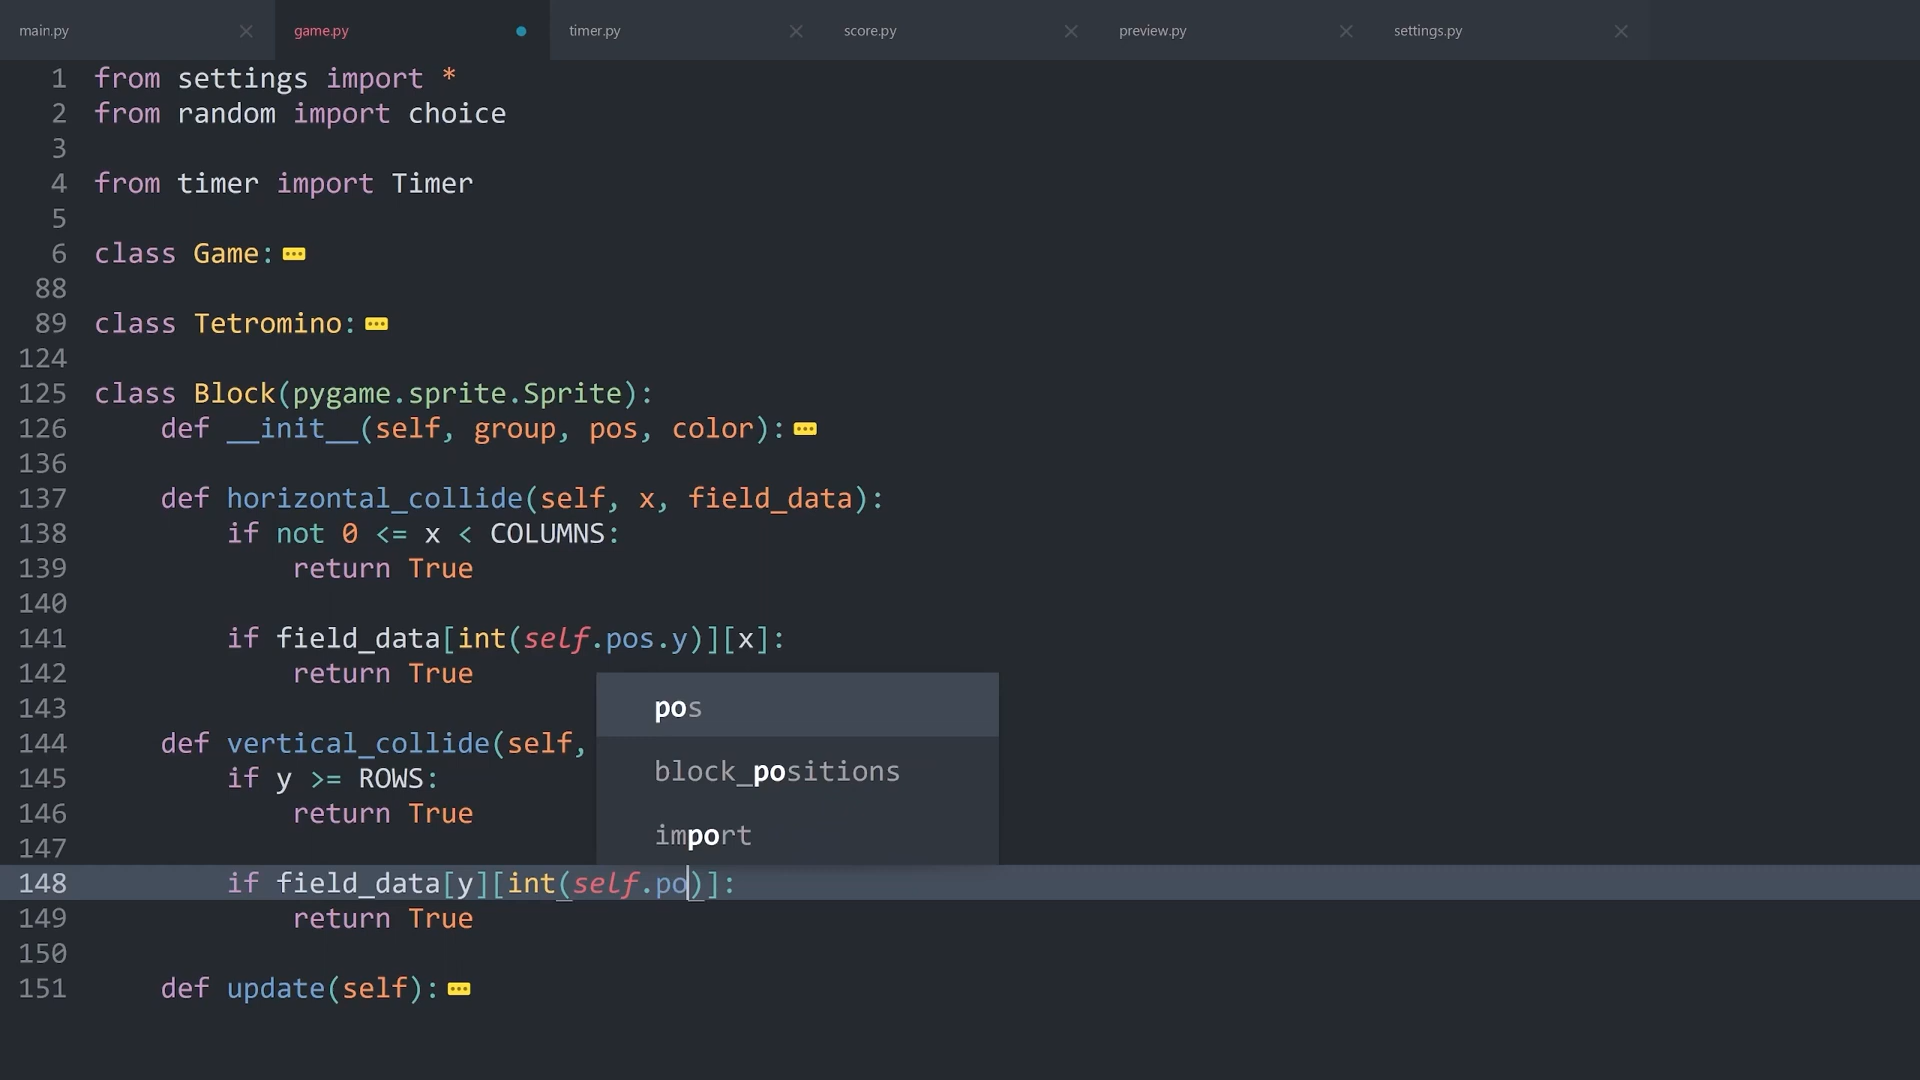 main.py game.py timer.py score.py preview.py settings.py
1 from settings import *
2 from random import choice
3
4 from timer import Timer
5
6 class Game:
88
89 class Tetromino:
124
125 class Block(pygame.sprite.Sprite):
126 def __init__(self, group, pos, color):
136
137 def horizontal_collide(self, x, field_data):
138 if not 0 <= x < COLUMNS:
139 return True
140
141 if field_data[int(self.pos.y)][x]:
142 return True
143
144 def vertical_collide(self,
145 if y >= ROWS:
146 return True
147
148 if field_data[y][int(self.po)]:
149 return True
150
151 def update(self):
pos
block_positions
import